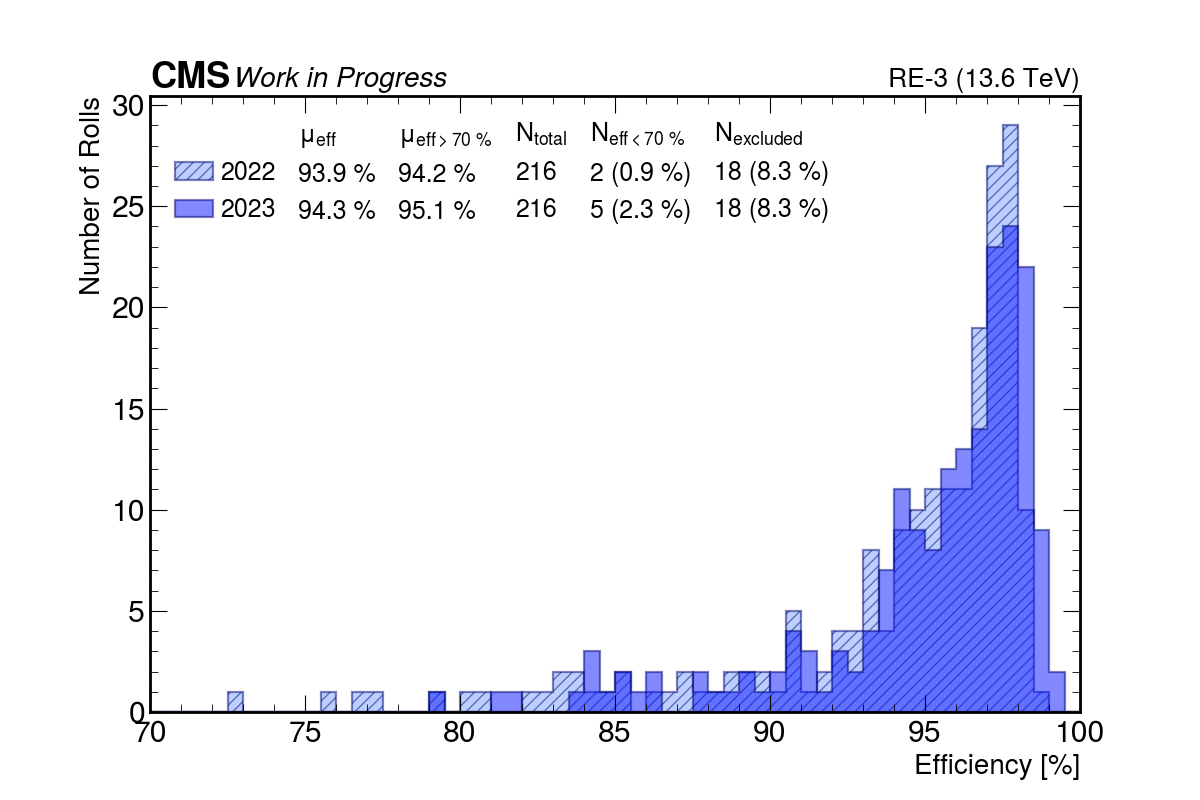 CMS Work in Progress RE-3 (13.6 TeV)
Number of Rolls
μeff μeff > 70 % Ntotal Neff < 70 % Nexcluded
2022 93.9 % 94.2 % 216 2 (0.9 %) 18 (8.3 %)
2023 94.3 % 95.1 % 216 5 (2.3 %) 18 (8.3 %)
30
25
20
15
10
5
0
70 75 80 85 90 95 100
Efficiency [%]